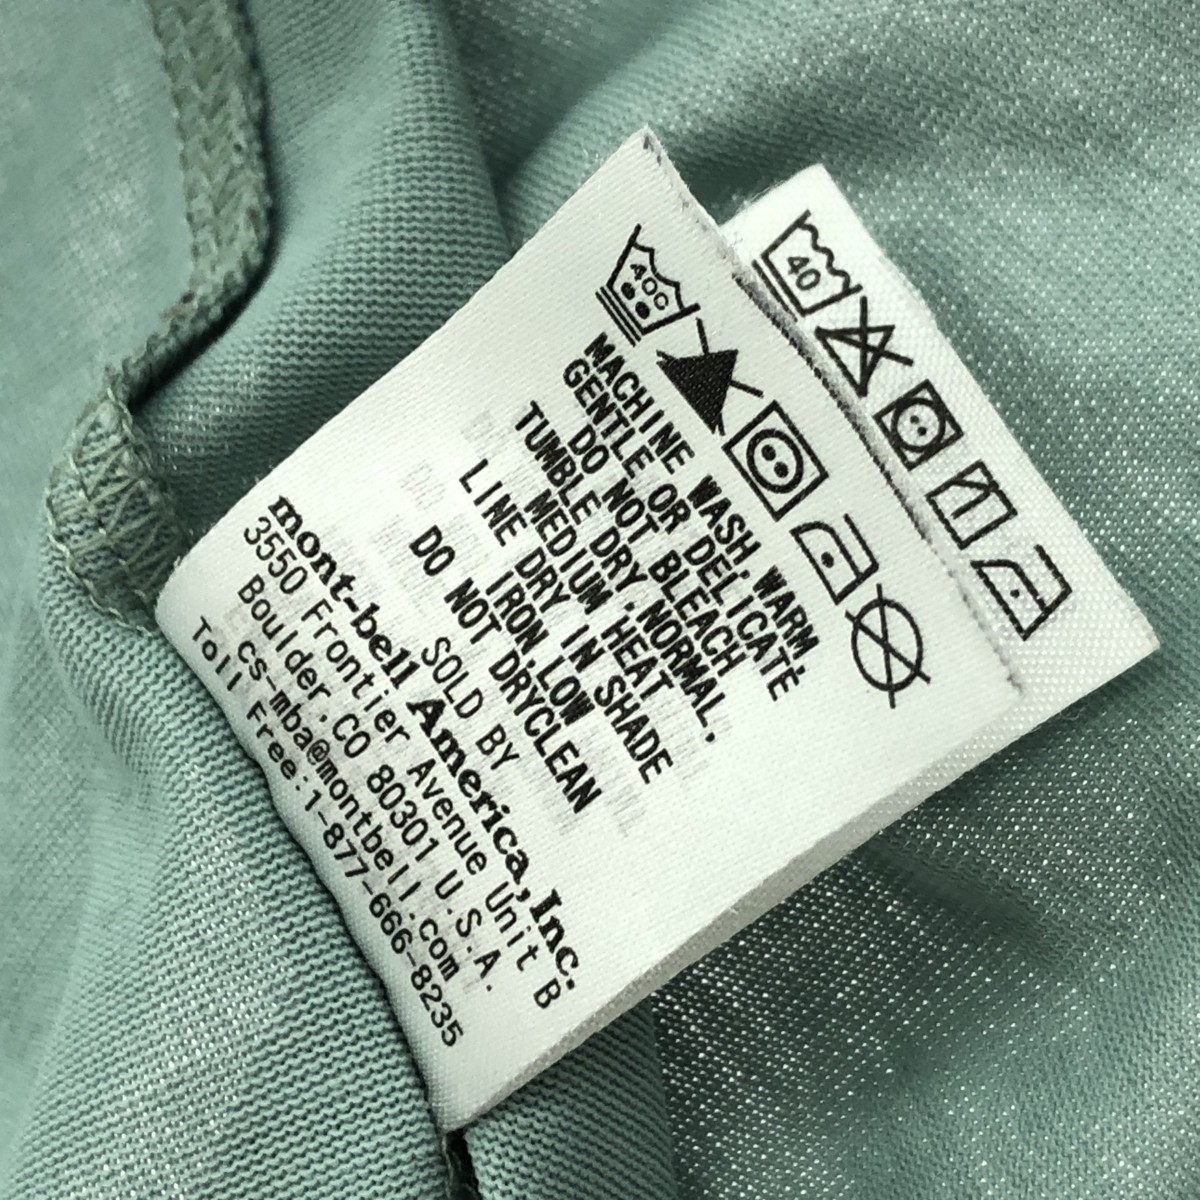 40C
40
MACHINE WASH,WARM,
GENTLE OR DELICATE
DO NOT BLEACH
TUMBLE DRY,NORMAL,
MEDIUM HEAT
LINE DRY IN SHADE
IRON,LOW
DO NOT DRYCLEAN
SOLD BY
mont-bell America,Inc.
3550 Frontier Avenue Unit B
Boulder,CO 80301 U.S.A.
cs-mba@montbell.com
Toll Free:1-877-666-8235